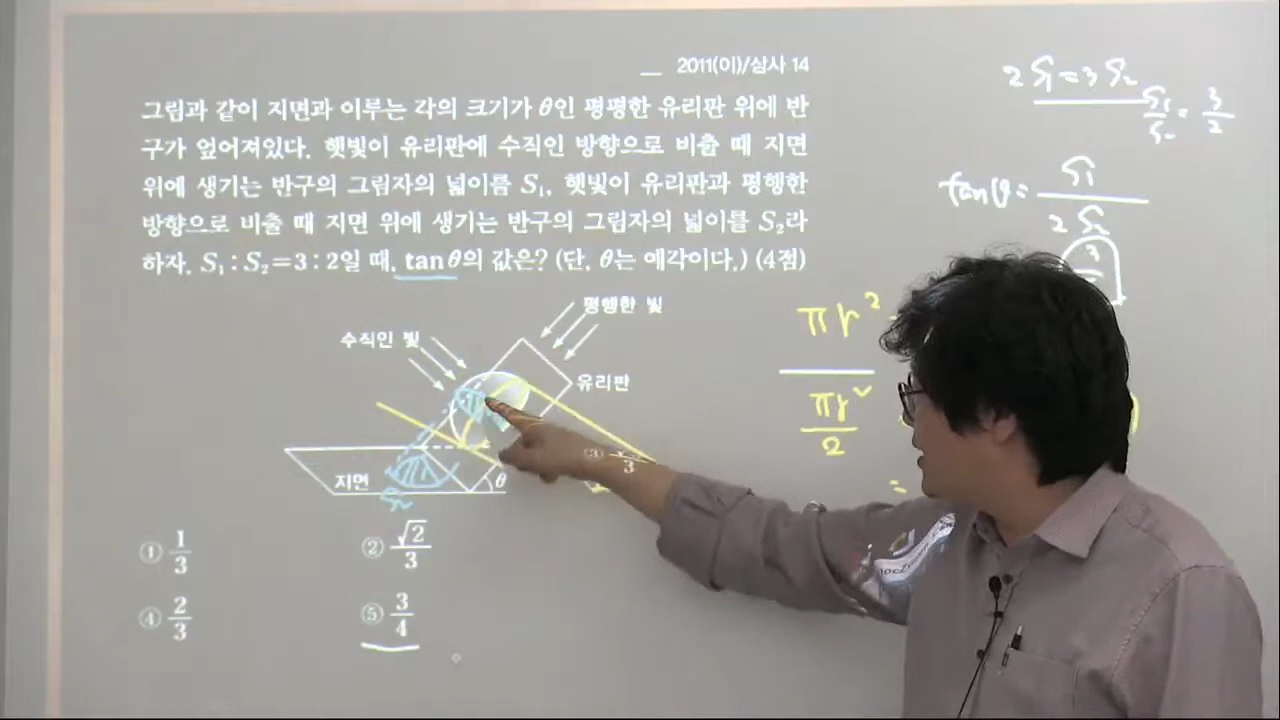 2011(이)/삼사 14
그림과 같이 지면과 이루는 각의 크기가 θ인 평평한 유리판 위에 반
구가 엎어져있다. 햇빛이 유리판에 수직인 방향으로 비출 때 지면
위에 생기는 반구의 그림자의 넓이를 S₁, 햇빛이 유리판과 평행한
방향으로 비출 때 지면 위에 생기는 반구의 그림자의 넓이를 S₂라
하자. S₁ : S₂ = 3 : 2일 때, tan θ의 값은? (단, θ는 예각이다.) (4점)
평행한 빛
수직인 빛
유리판
지면
θ
S₂
① 1/3
② √2/3
③
④ 2/3
⑤ 3/4
2S₁ = 3S₂
S₁/S₂ = 3/2
tanθ = S₁/2S₂
πr²
πr²/2
=